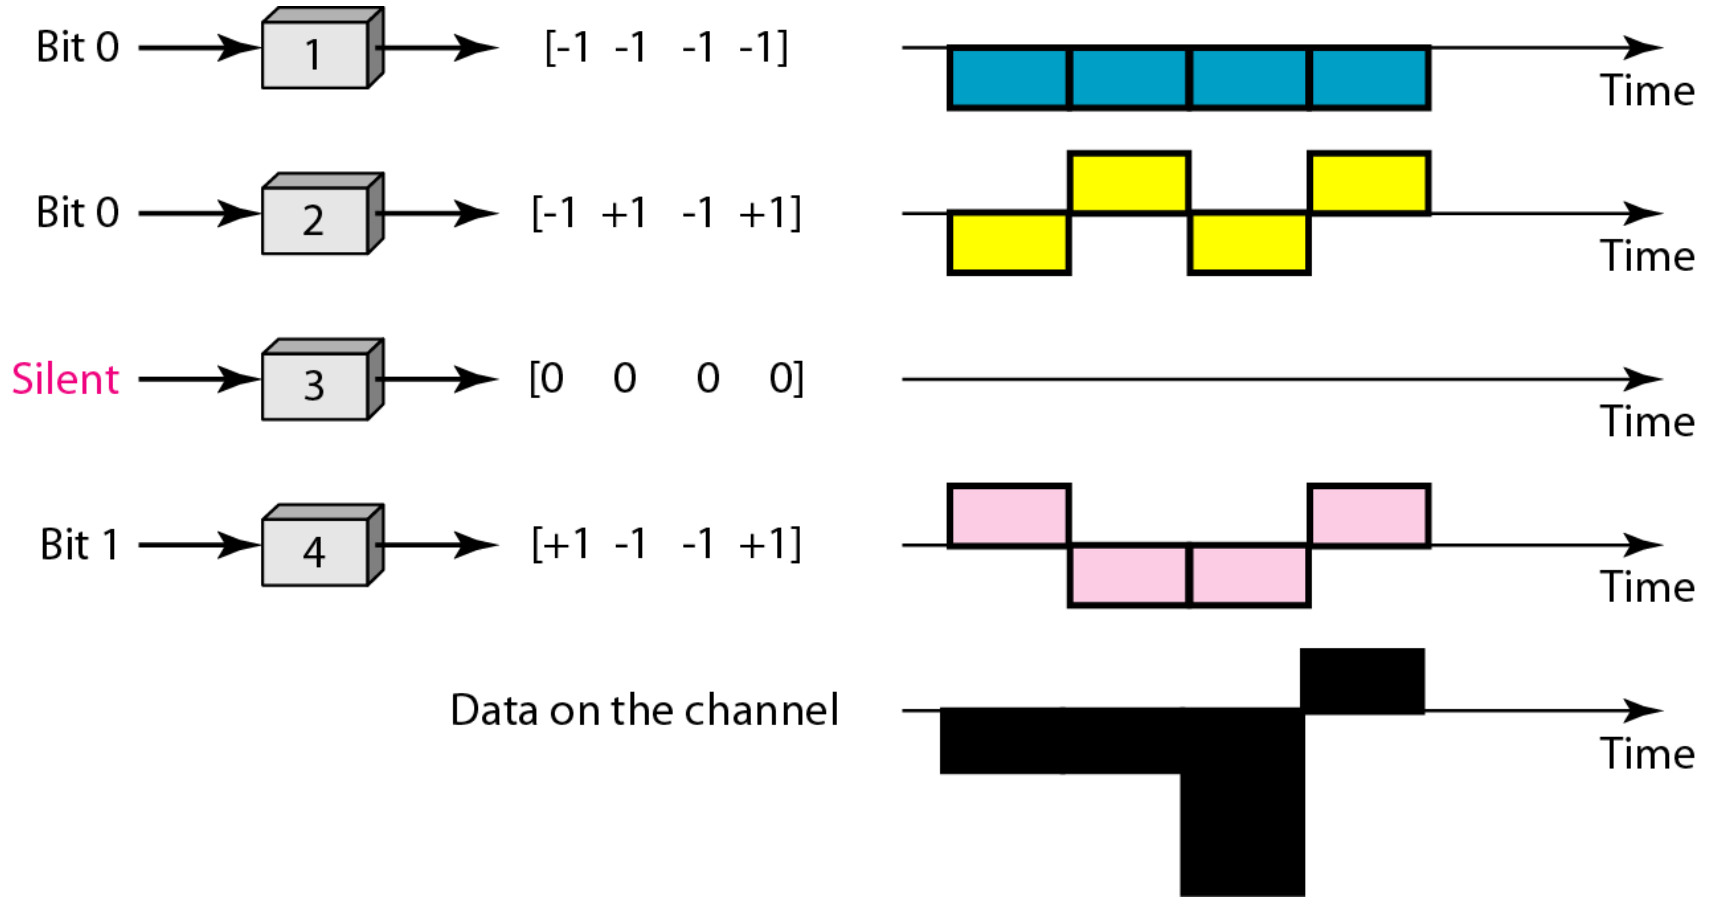 Bit 0 1 [-1 -1 -1 -1]
Time
Bit 0 2 [-1 +1 -1 +1]
Time
Silent 3 [0 0 0 0]
Time
Bit 1 4 [+1 -1 -1 +1]
Time
Data on the channel
Time